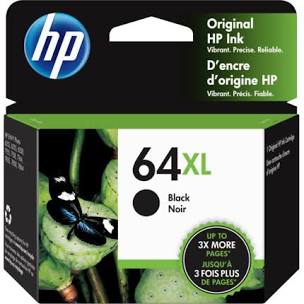 hp
Original
HP Ink
Vibrant. Precise. Reliable.
D'encre
d'origine HP
Vibrant. Précis. Fiable.
64XL
Black
Noir
UP TO
3X MORE
PAGES
JUSQU'À
3 FOIS PLUS
DE PAGES